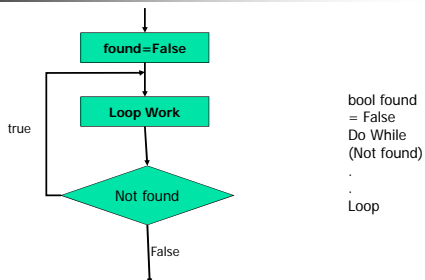 found=False
Loop Work
true
Not found
False
bool found
= False
Do While
(Not found)
.
.
Loop